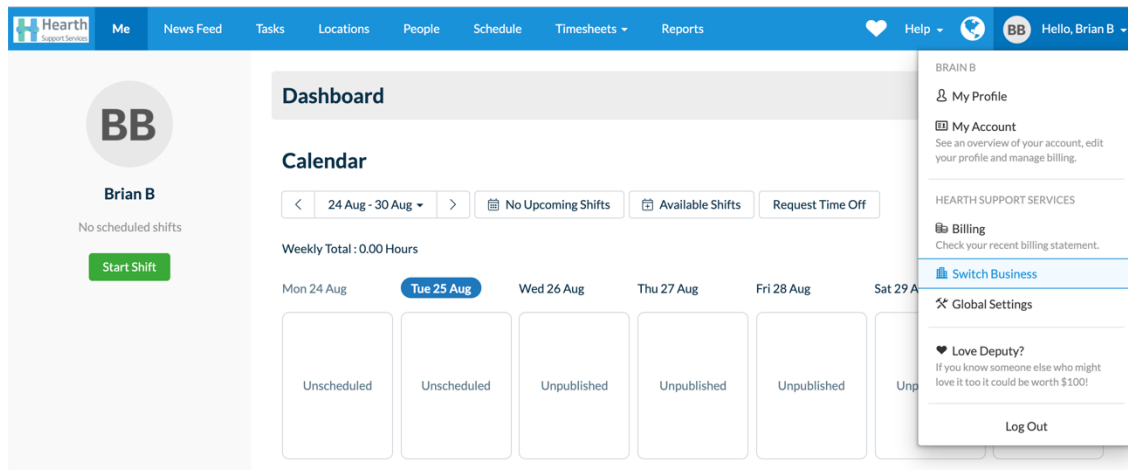 Hearth
Support Services
Me
News Feed
Tasks
Locations
People
Schedule
Timesheets
Reports
Help
BB
Hello, Brian B
BB
Brian B
No scheduled shifts
Start Shift
Dashboard
Calendar
24 Aug - 30 Aug
No Upcoming Shifts
Available Shifts
Request Time Off
Weekly Total : 0.00 Hours
Mon 24 Aug
Tue 25 Aug
Wed 26 Aug
Thu 27 Aug
Fri 28 Aug
Sat 29 A
Unscheduled
Unscheduled
Unpublished
Unpublished
Unpublished
Unp
BRAIN B
My Profile
My Account
See an overview of your account, edit
your profile and manage billing.
HEARTH SUPPORT SERVICES
Billing
Check your recent billing statement.
Switch Business
Global Settings
Love Deputy?
If you know someone else who might
love it too it could be worth $100!
Log Out